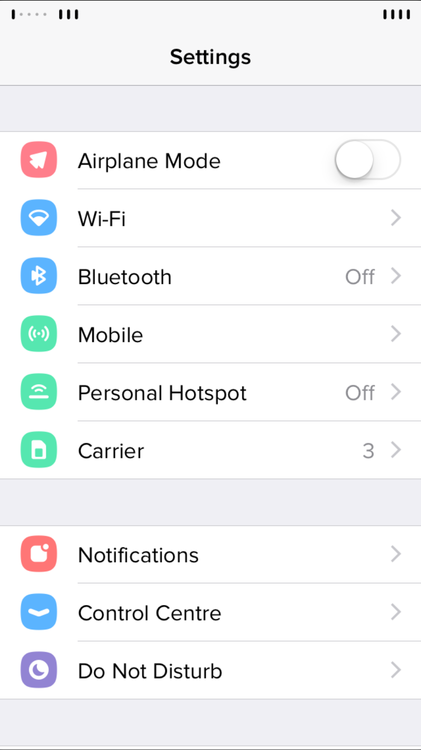 Settings
Airplane Mode
Wi-Fi
Bluetooth Off
Mobile
Personal Hotspot Off
Carrier 3
Notifications
Control Centre
Do Not Disturb